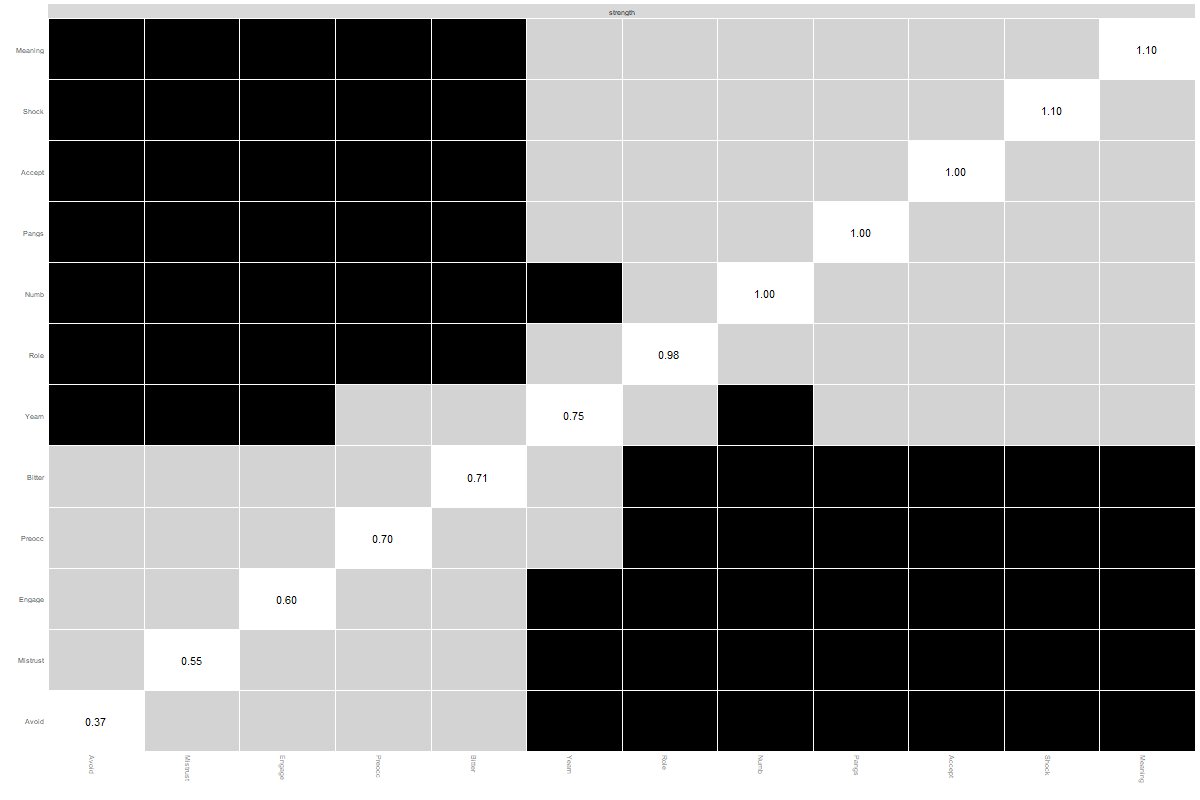 strength
Meaning 1.10
Shock 1.10
Accept 1.00
Pangs 1.00
Numb 1.00
Role 0.98
Yearn 0.75
Bitter 0.71
Preocc 0.70
Engage 0.60
Mistrust 0.55
Avoid 0.37
Avoid Mistrust Engage Preocc Bitter Yearn Role Numb Pangs Accept Shock Meaning